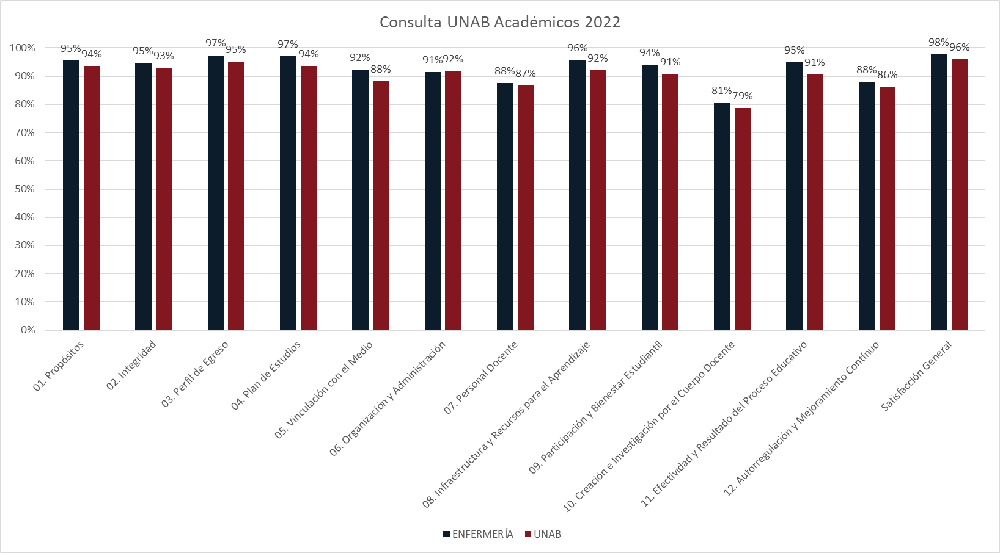 Consulta UNAB Académicos 2022
100%
90%
80%
70%
60%
50%
40%
30%
20%
10%
0%
95% 94%
95% 93%
97% 95%
97% 94%
92% 88%
91% 92%
88% 87%
96% 92%
94% 91%
81% 79%
95% 91%
88% 86%
98% 96%
01. Propósitos
02. Integridad
03. Perfil de Egreso
04. Plan de Estudios
05. Vinculación con el Medio
06. Organización y Administración
07. Personal Docente
08. Infraestructura y Recursos para el Aprendizaje
09. Participación y Bienestar Estudiantil
10. Creación e Investigación por el Cuerpo Docente
11. Efectividad y Resultado del Proceso Educativo
12. Autorregulación y Mejoramiento Contínuo
Satisfacción General
ENFERMERÍA UNAB